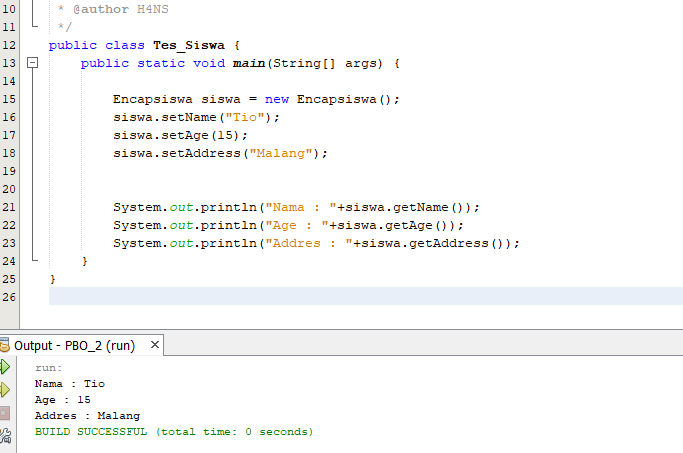 10 * @author H4NS
11 */
12 public class Tes_Siswa {
13 public static void main(String[] args) {
14
15 Encapsiswa siswa = new Encapsiswa();
16 siswa.setName("Tio");
17 siswa.setAge(15);
18 siswa.setAddress("Malang");
19
20
21 System.out.println("Nama : "+siswa.getName());
22 System.out.println("Age : "+siswa.getAge());
23 System.out.println("Addres : "+siswa.getAddress());
24 }
25 }
26
Output - PBO_2 (run) ×
run:
Nama : Tio
Age : 15
Addres : Malang
BUILD SUCCESSFUL (total time: 0 seconds)